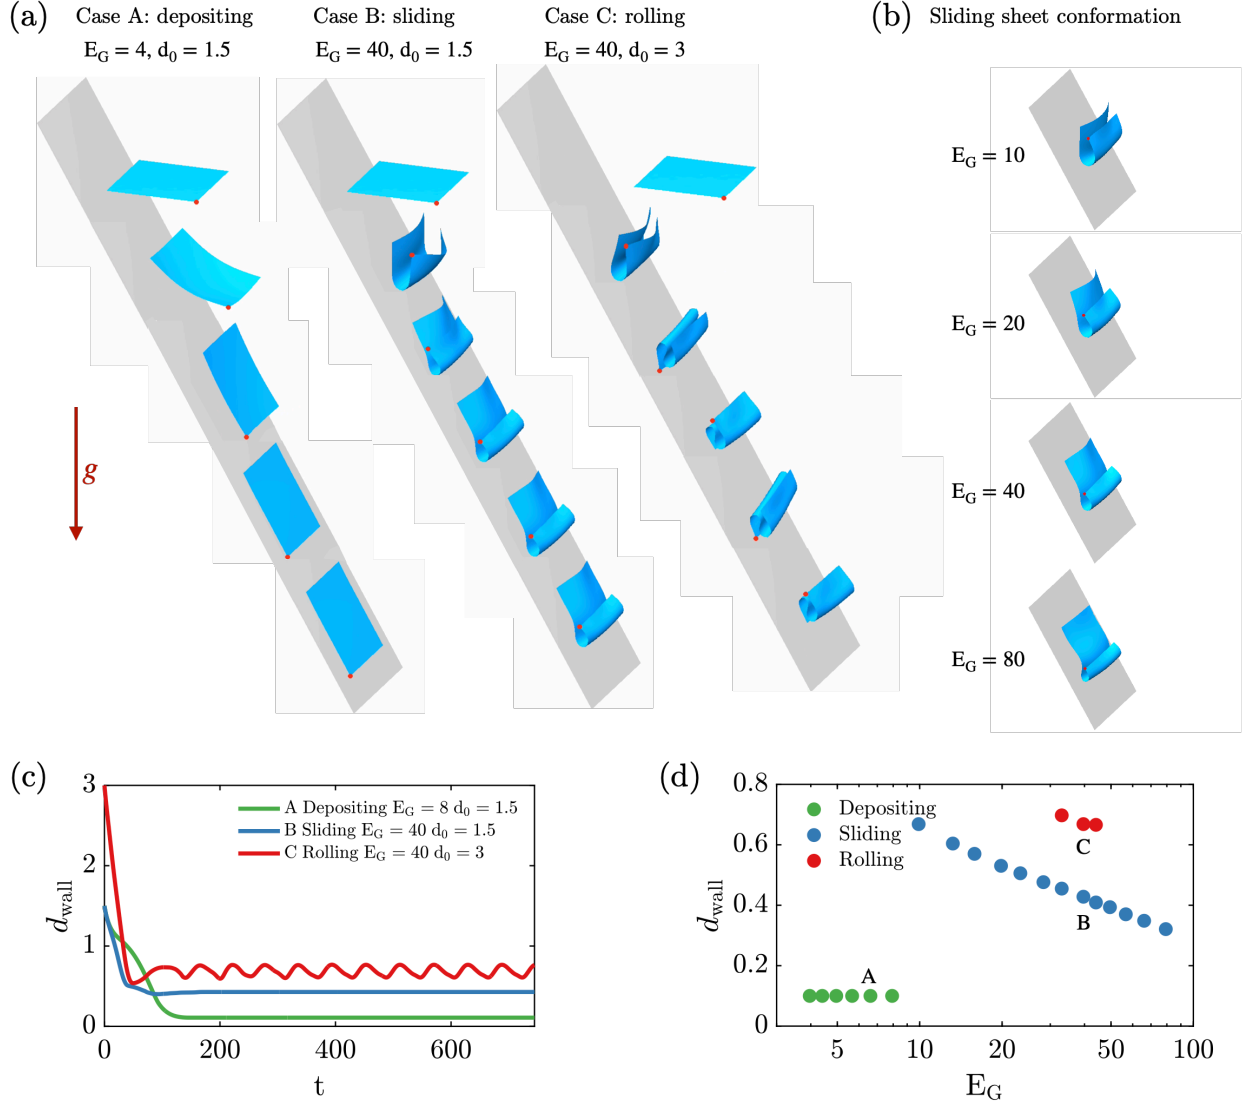 (a) Case A: depositing Case B: sliding Case C: rolling
E_G = 4, d_0 = 1.5 E_G = 40, d_0 = 1.5 E_G = 40, d_0 = 3
g
(b) Sliding sheet conformation
E_G = 10
E_G = 20
E_G = 40
E_G = 80
(c)
3
2
1
0
d_wall
A Depositing E_G = 8 d_0 = 1.5
B Sliding E_G = 40 d_0 = 1.5
C Rolling E_G = 40 d_0 = 3
0 200 400 600
t
(d)
0.8
0.6
0.4
0.2
0
d_wall
Depositing
Sliding
Rolling
C
B
A
5 10 20 50 100
E_G